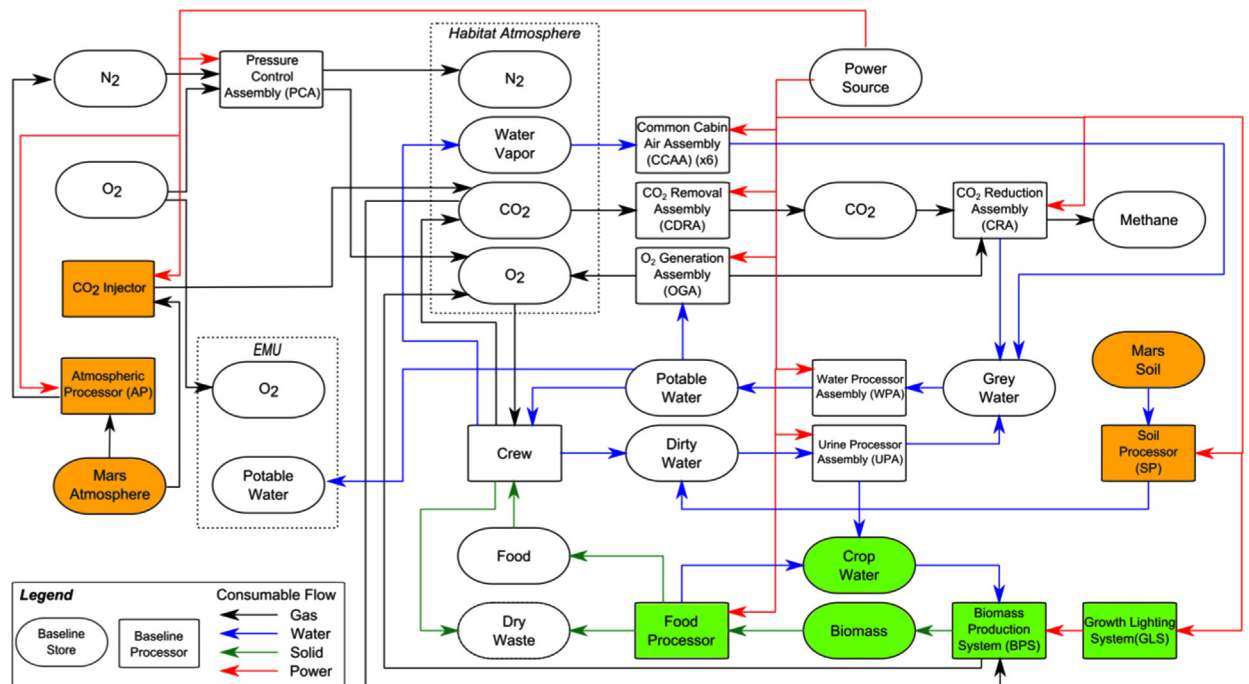 Habitat Atmosphere
N2
Pressure
Control
Assembly (PCA)
N2
Power
Source
Water
Vapor
Common Cabin
Air Assembly
(CCAA) (x6)
O2
CO2
CO2 Removal
Assembly
(CDRA)
CO2
CO2 Reduction
Assembly
(CRA)
Methane
CO2 Injector
O2
O2 Generation
Assembly
(OGA)
EMU
O2
Atmospheric
Processor (AP)
Potable
Water
Water Processor
Assembly (WPA)
Grey
Water
Mars
Soil
Mars
Atmosphere
Potable
Water
Crew
Dirty
Water
Urine Processor
Assembly (UPA)
Soil
Processor
(SP)
Food
Crop
Water
Legend
Consumable Flow
Baseline
Store
Baseline
Processor
Gas
Water
Solid
Power
Dry
Waste
Food
Processor
Biomass
Biomass
Production
System (BPS)
Growth Lighting
System(GLS)